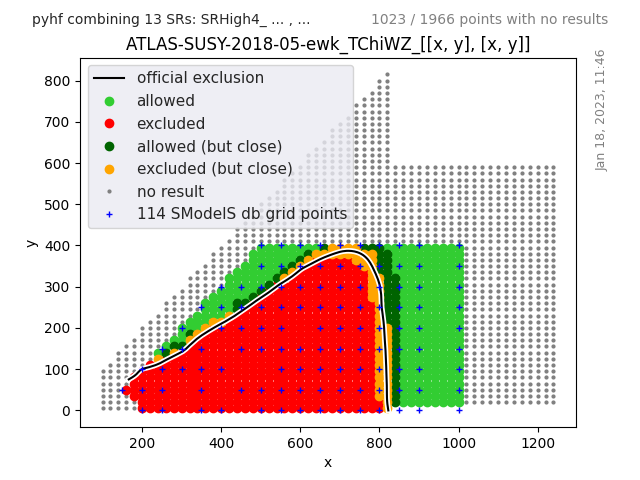 pyhf combining 13 SRs: SRHigh4_ ... , ...
1023 / 1966 points with no results
ATLAS-SUSY-2018-05-ewk_TChiWZ_[[x, y], [x, y]]
official exclusion
allowed
excluded
allowed (but close)
excluded (but close)
no result
114 SModelS db grid points
Jan 18, 2023, 11:46
y
800
700
600
500
400
300
200
100
0
200
400
600
800
1000
1200
x